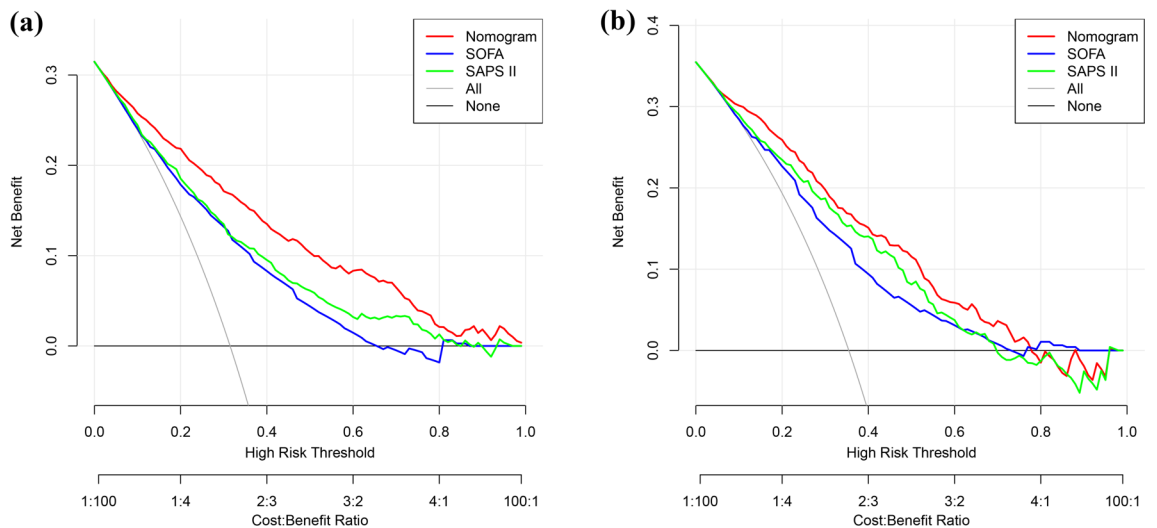 (a)
Nomogram
SOFA
SAPS II
All
None
Net Benefit
0.3
0.2
0.1
0.0
0.0 0.2 0.4 0.6 0.8 1.0
High Risk Threshold
1:100 1:4 2:3 3:2 4:1 100:1
Cost:Benefit Ratio
(b)
Nomogram
SOFA
SAPS II
All
None
Net Benefit
0.4
0.3
0.2
0.1
0.0
0.0 0.2 0.4 0.6 0.8 1.0
High Risk Threshold
1:100 1:4 2:3 3:2 4:1 100:1
Cost:Benefit Ratio